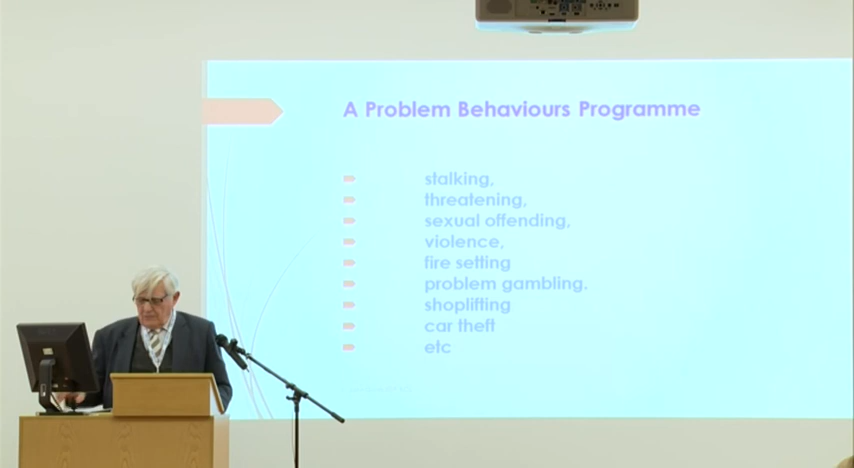 A Problem Behaviours Programme
stalking,
threatening,
sexual offending,
violence,
fire setting
problem gambling.
shoplifting
car theft
etc